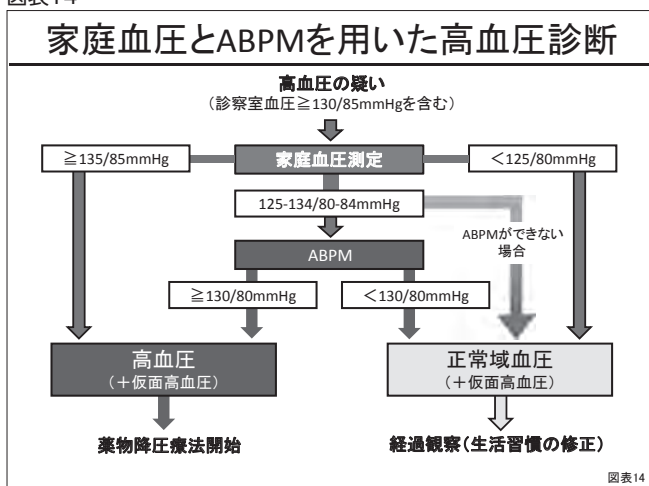 図表14
家庭血圧とABPMを用いた高血圧診断
高血圧の疑い
（診察室血圧≧130/85mmHgを含む）
≧135/85mmHg
家庭血圧測定
＜125/80mmHg
125-134/80-84mmHg
ABPMができない
場合
ABPM
≧130/80mmHg
＜130/80mmHg
高血圧
（＋仮面高血圧）
正常域血圧
（＋仮面高血圧）
薬物降圧療法開始
経過観察（生活習慣の修正）
図表14